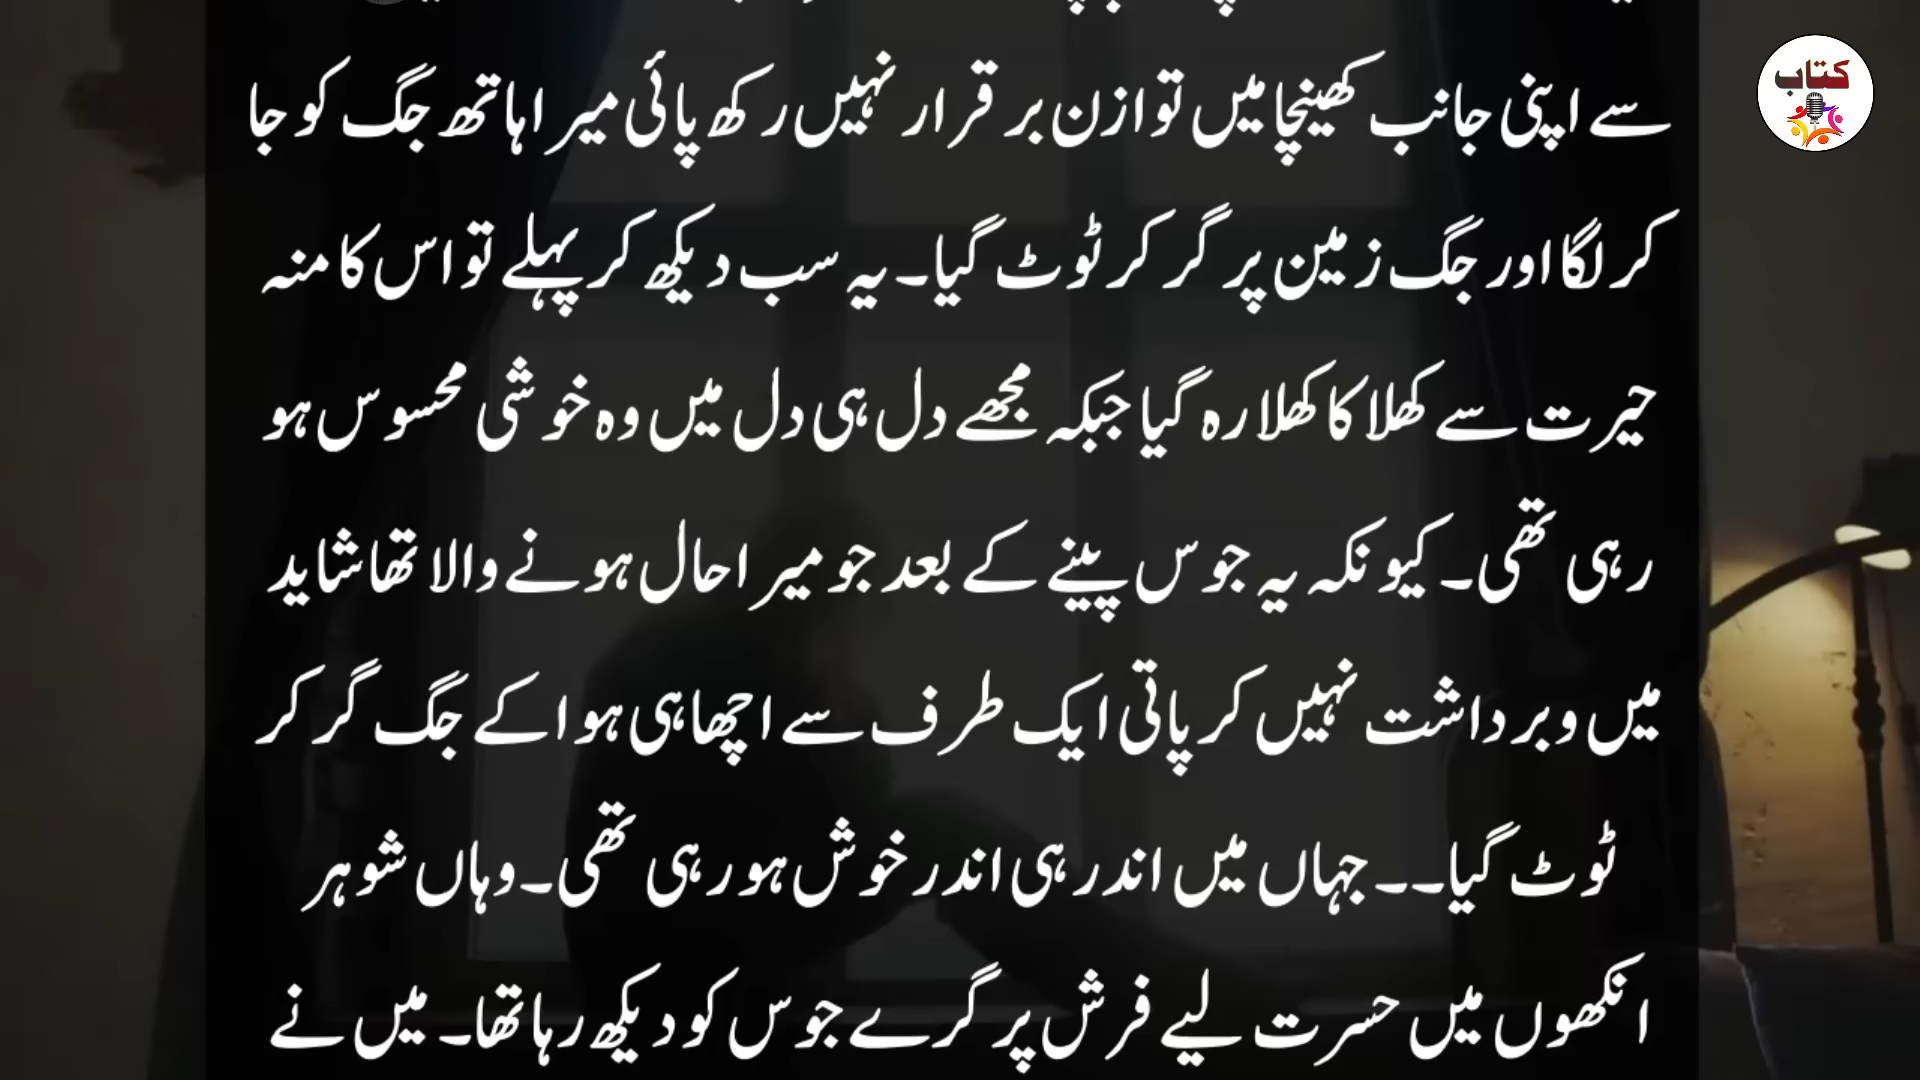 سے اپنی جانب کھینچا میں توازن برقرار نہیں رکھ پائی میرا ہاتھ جگ کو جا
کر لگا اور جگ زمین پر گر کر ٹوٹ گیا۔ یہ سب دیکھ کر پہلے تو اس کا منہ
حیرت سے کھلا کا کھلا رہ گیا جبکہ مجھے دل ہی دل میں وہ خوشی محسوس ہو
رہی تھی۔ کیونکہ یہ جوس پینے کے بعد جو میرا حال ہونے والا تھا شاید
میں و برداشت نہیں کر پاتی ایک طرف سے اچھا ہی ہوا کے جگ گر کر
ٹوٹ گیا۔۔ جہاں میں اندر ہی اندر خوش ہو رہی تھی۔ وہاں شوہر
انکھوں میں حسرت لیے فرش پر گرے جوس کو دیکھ رہا تھا۔ میں نے
کتاب